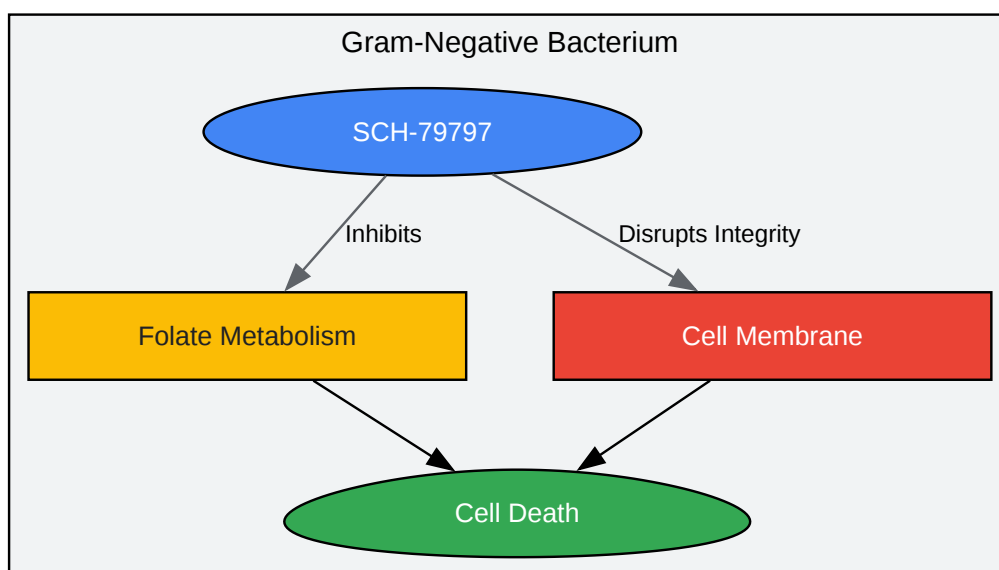 Gram-Negative Bacterium
SCH-79797
Inhibits
Disrupts Integrity
Folate Metabolism
Cell Membrane
Cell Death